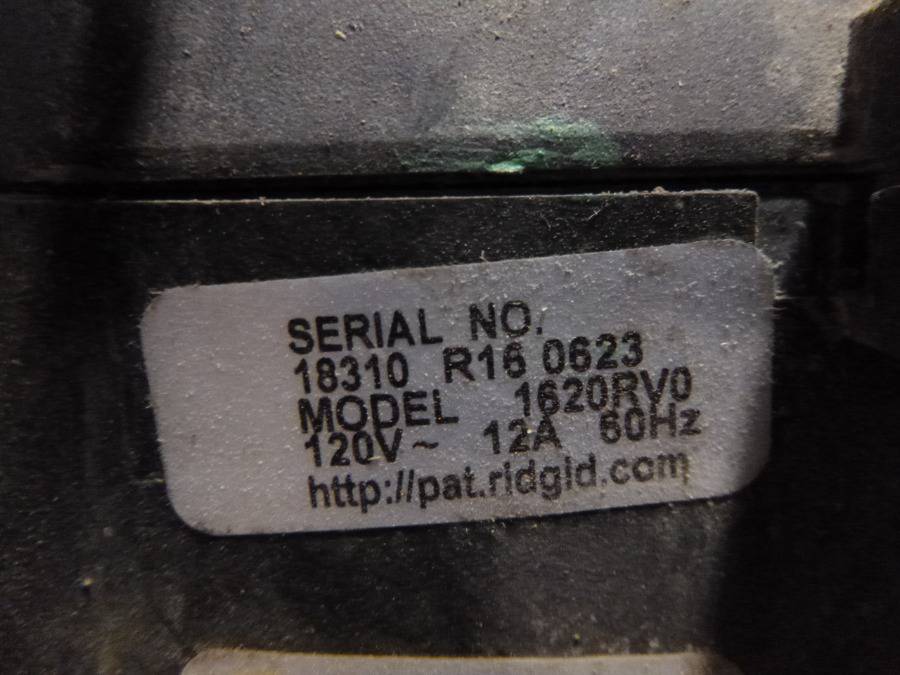 SERIAL NO.
18310 R16 0623
MODEL 1620RV0
120V~ 12A 60Hz
http://pat.ridgid.com